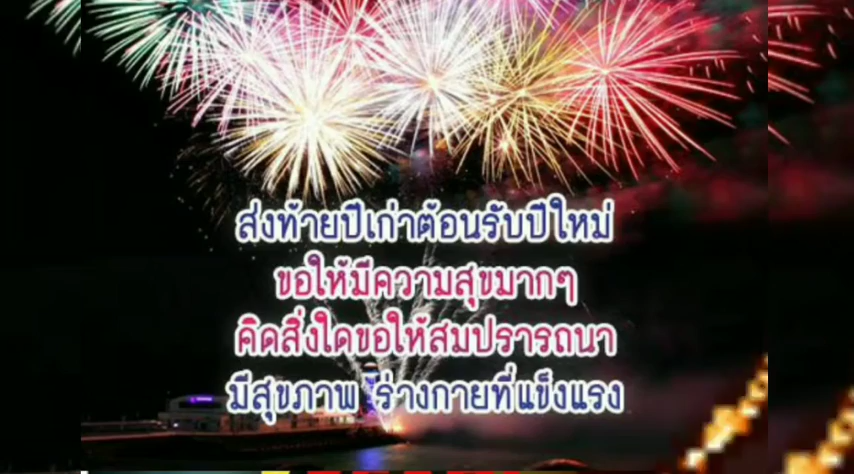 ส่งท้ายปีเก่าต้อนรับปีใหม่
ขอให้มีความสุขมากๆ
คิดสิ่งใดขอให้สมปรารถนา
มีสุขภาพ ร่างกายที่แข็งแรง